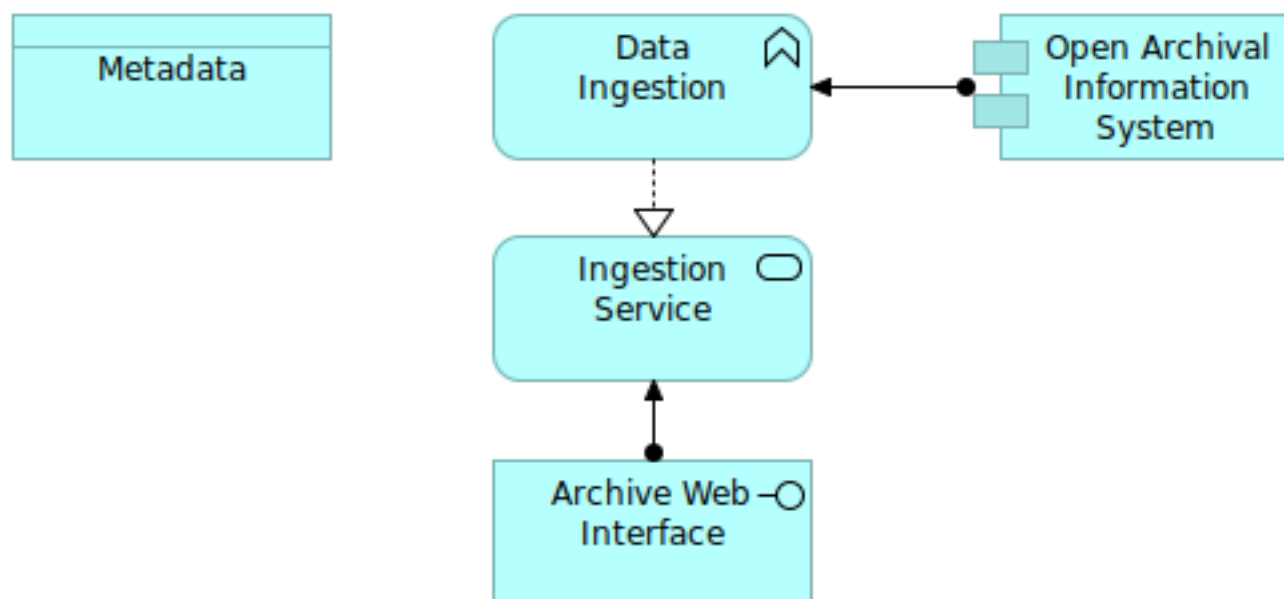 Metadata
Data
Ingestion
Open Archival
Information
System
Ingestion
Service
Archive Web
Interface